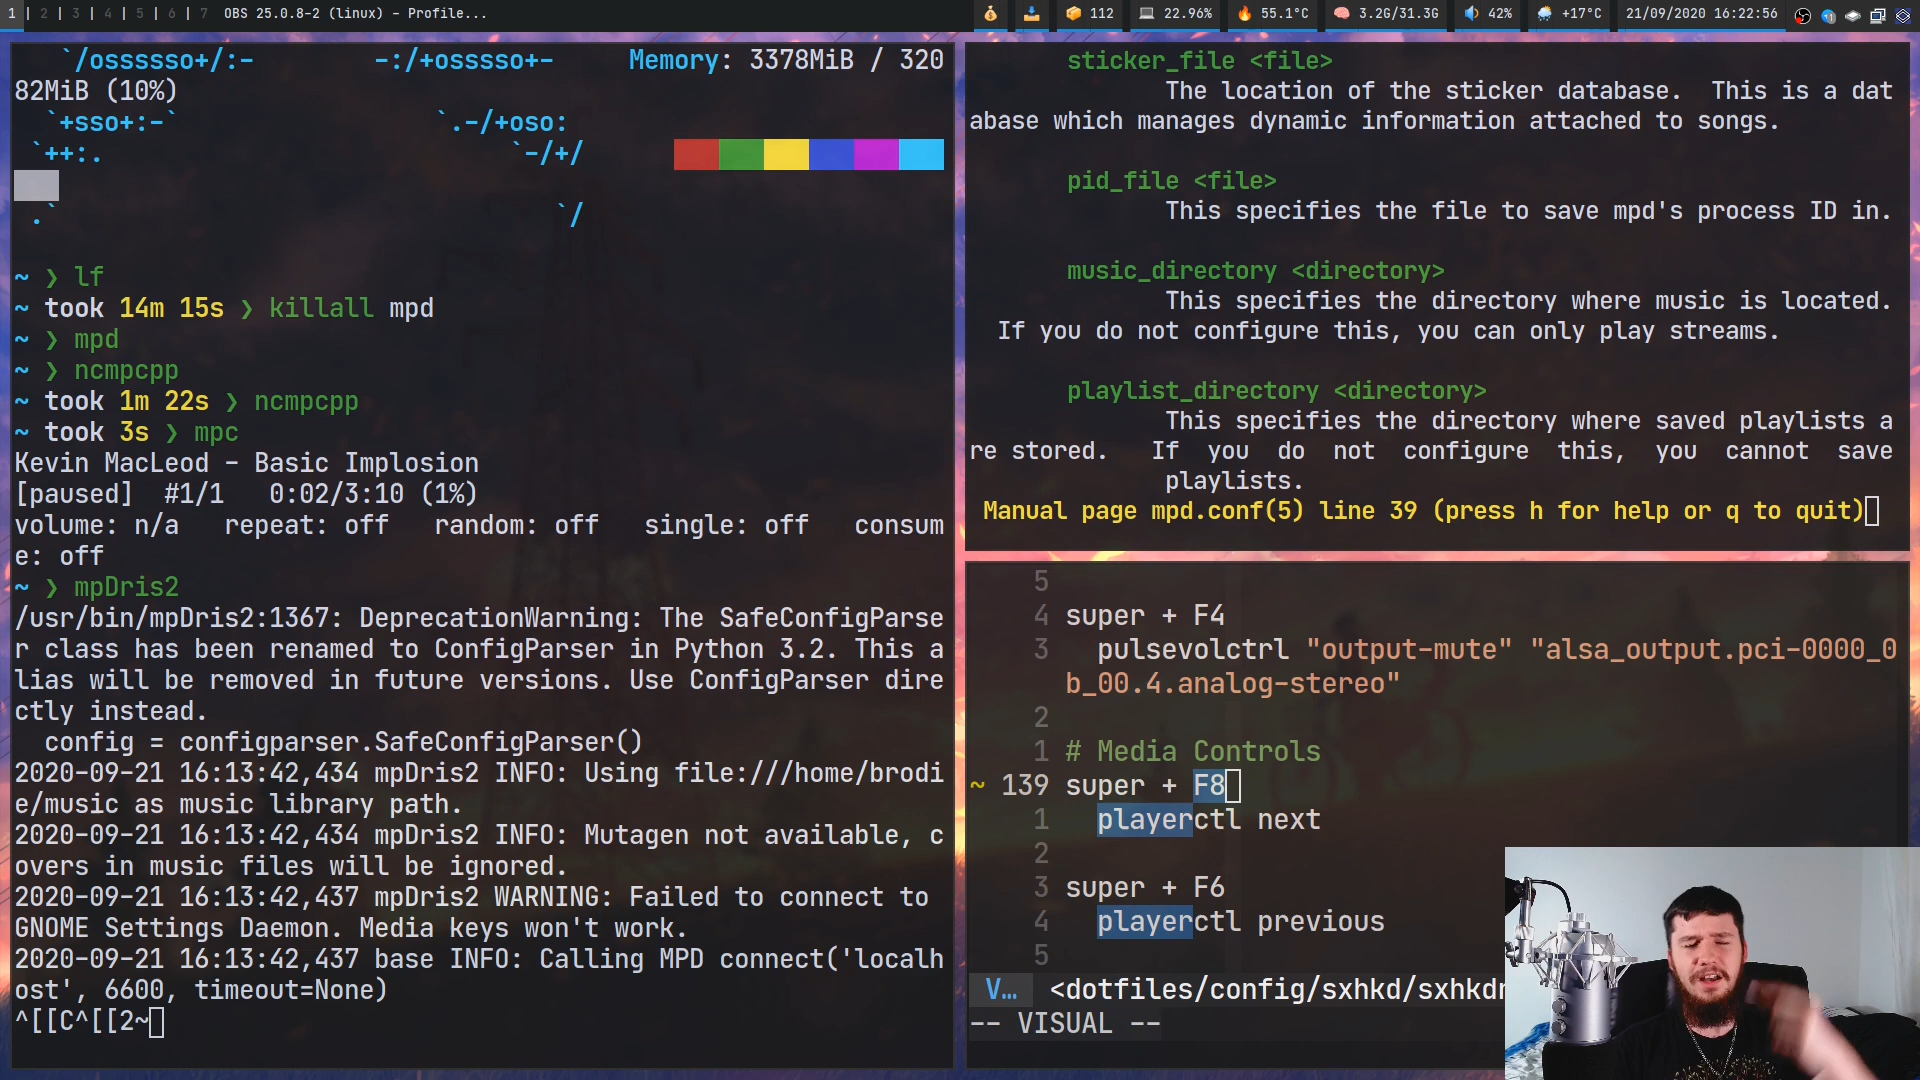 1 | 2 | 3 | 4 | 5 | 6 | 7 OBS 25.0.8-2 (linux) - Profile... 112 22.96% 55.1°C 3.2G/31.3G 42% +17°C 21/09/2020 16:22:56
`/ossssso+/:- -:/+osssso+- Memory: 3378MiB / 320
82MiB (10%)
`+sso+:-` `.-/+oso:
`++:. `-/+/
.` `/
~ ❯ lf
~ took 14m 15s ❯ killall mpd
~ ❯ mpd
~ ❯ ncmpcpp
~ took 1m 22s ❯ ncmpcpp
~ took 3s ❯ mpc
Kevin MacLeod - Basic Implosion
[paused] #1/1 0:02/3:10 (1%)
volume: n/a repeat: off random: off single: off consum
e: off
~ ❯ mpDris2
/usr/bin/mpDris2:1367: DeprecationWarning: The SafeConfigParse
r class has been renamed to ConfigParser in Python 3.2. This a
lias will be removed in future versions. Use ConfigParser dire
ctly instead.
config = configparser.SafeConfigParser()
2020-09-21 16:13:42,434 mpDris2 INFO: Using file:///home/brodi
e/music as music library path.
2020-09-21 16:13:42,434 mpDris2 INFO: Mutagen not available, c
overs in music files will be ignored.
2020-09-21 16:13:42,437 mpDris2 WARNING: Failed to connect to
GNOME Settings Daemon. Media keys won't work.
2020-09-21 16:13:42,437 base INFO: Calling MPD connect('localh
ost', 6600, timeout=None)
^[[C^[[2~
sticker_file <file>
The location of the sticker database. This is a dat
abase which manages dynamic information attached to songs.
pid_file <file>
This specifies the file to save mpd's process ID in.
music_directory <directory>
This specifies the directory where music is located.
If you do not configure this, you can only play streams.
playlist_directory <directory>
This specifies the directory where saved playlists a
re stored. If you do not configure this, you cannot save
playlists.
Manual page mpd.conf(5) line 39 (press h for help or q to quit)
5
4 super + F4
3 pulsevolctrl "output-mute" "alsa_output.pci-0000_0
b_00.4.analog-stereo"
2
1 # Media Controls
~ 139 super + F8
1 playerctl next
2
3 super + F6
4 playerctl previous
5
V… <dotfiles/config/sxhkd/sxhkdr
-- VISUAL --